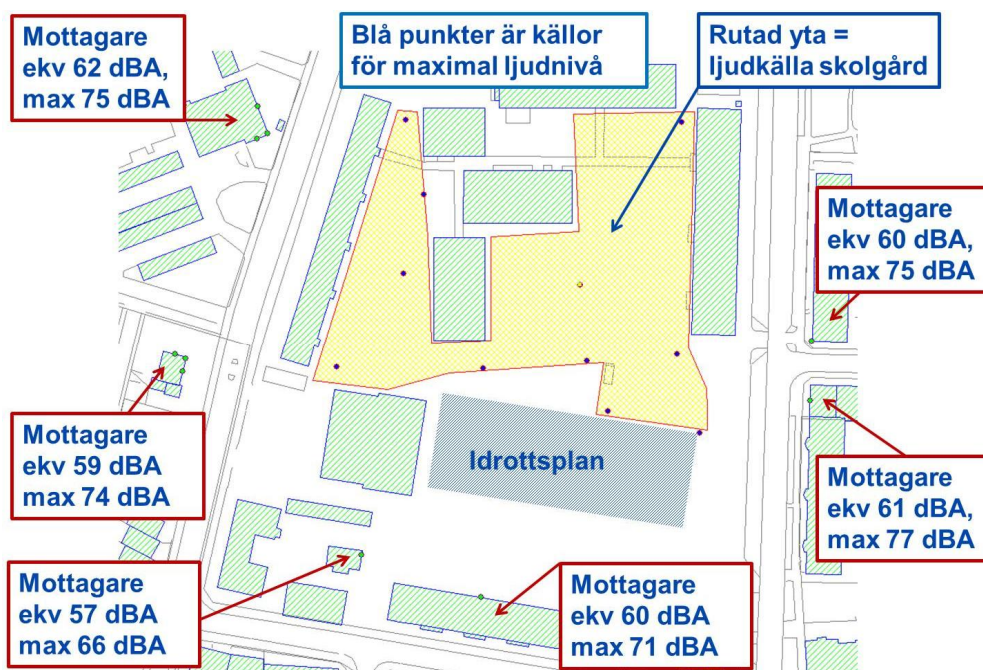 Mottagare
ekv 62 dBA,
max 75 dBA
Blå punkter är källor
för maximal ljudnivå
Rutad yta =
ljudkälla skolgård
Mottagare
ekv 60 dBA,
max 75 dBA
Mottagare
ekv 59 dBA
max 74 dBA
Idrottsplan
Mottagare
ekv 61 dBA,
max 77 dBA
Mottagare
ekv 57 dBA
max 66 dBA
Mottagare
ekv 60 dBA
max 71 dBA